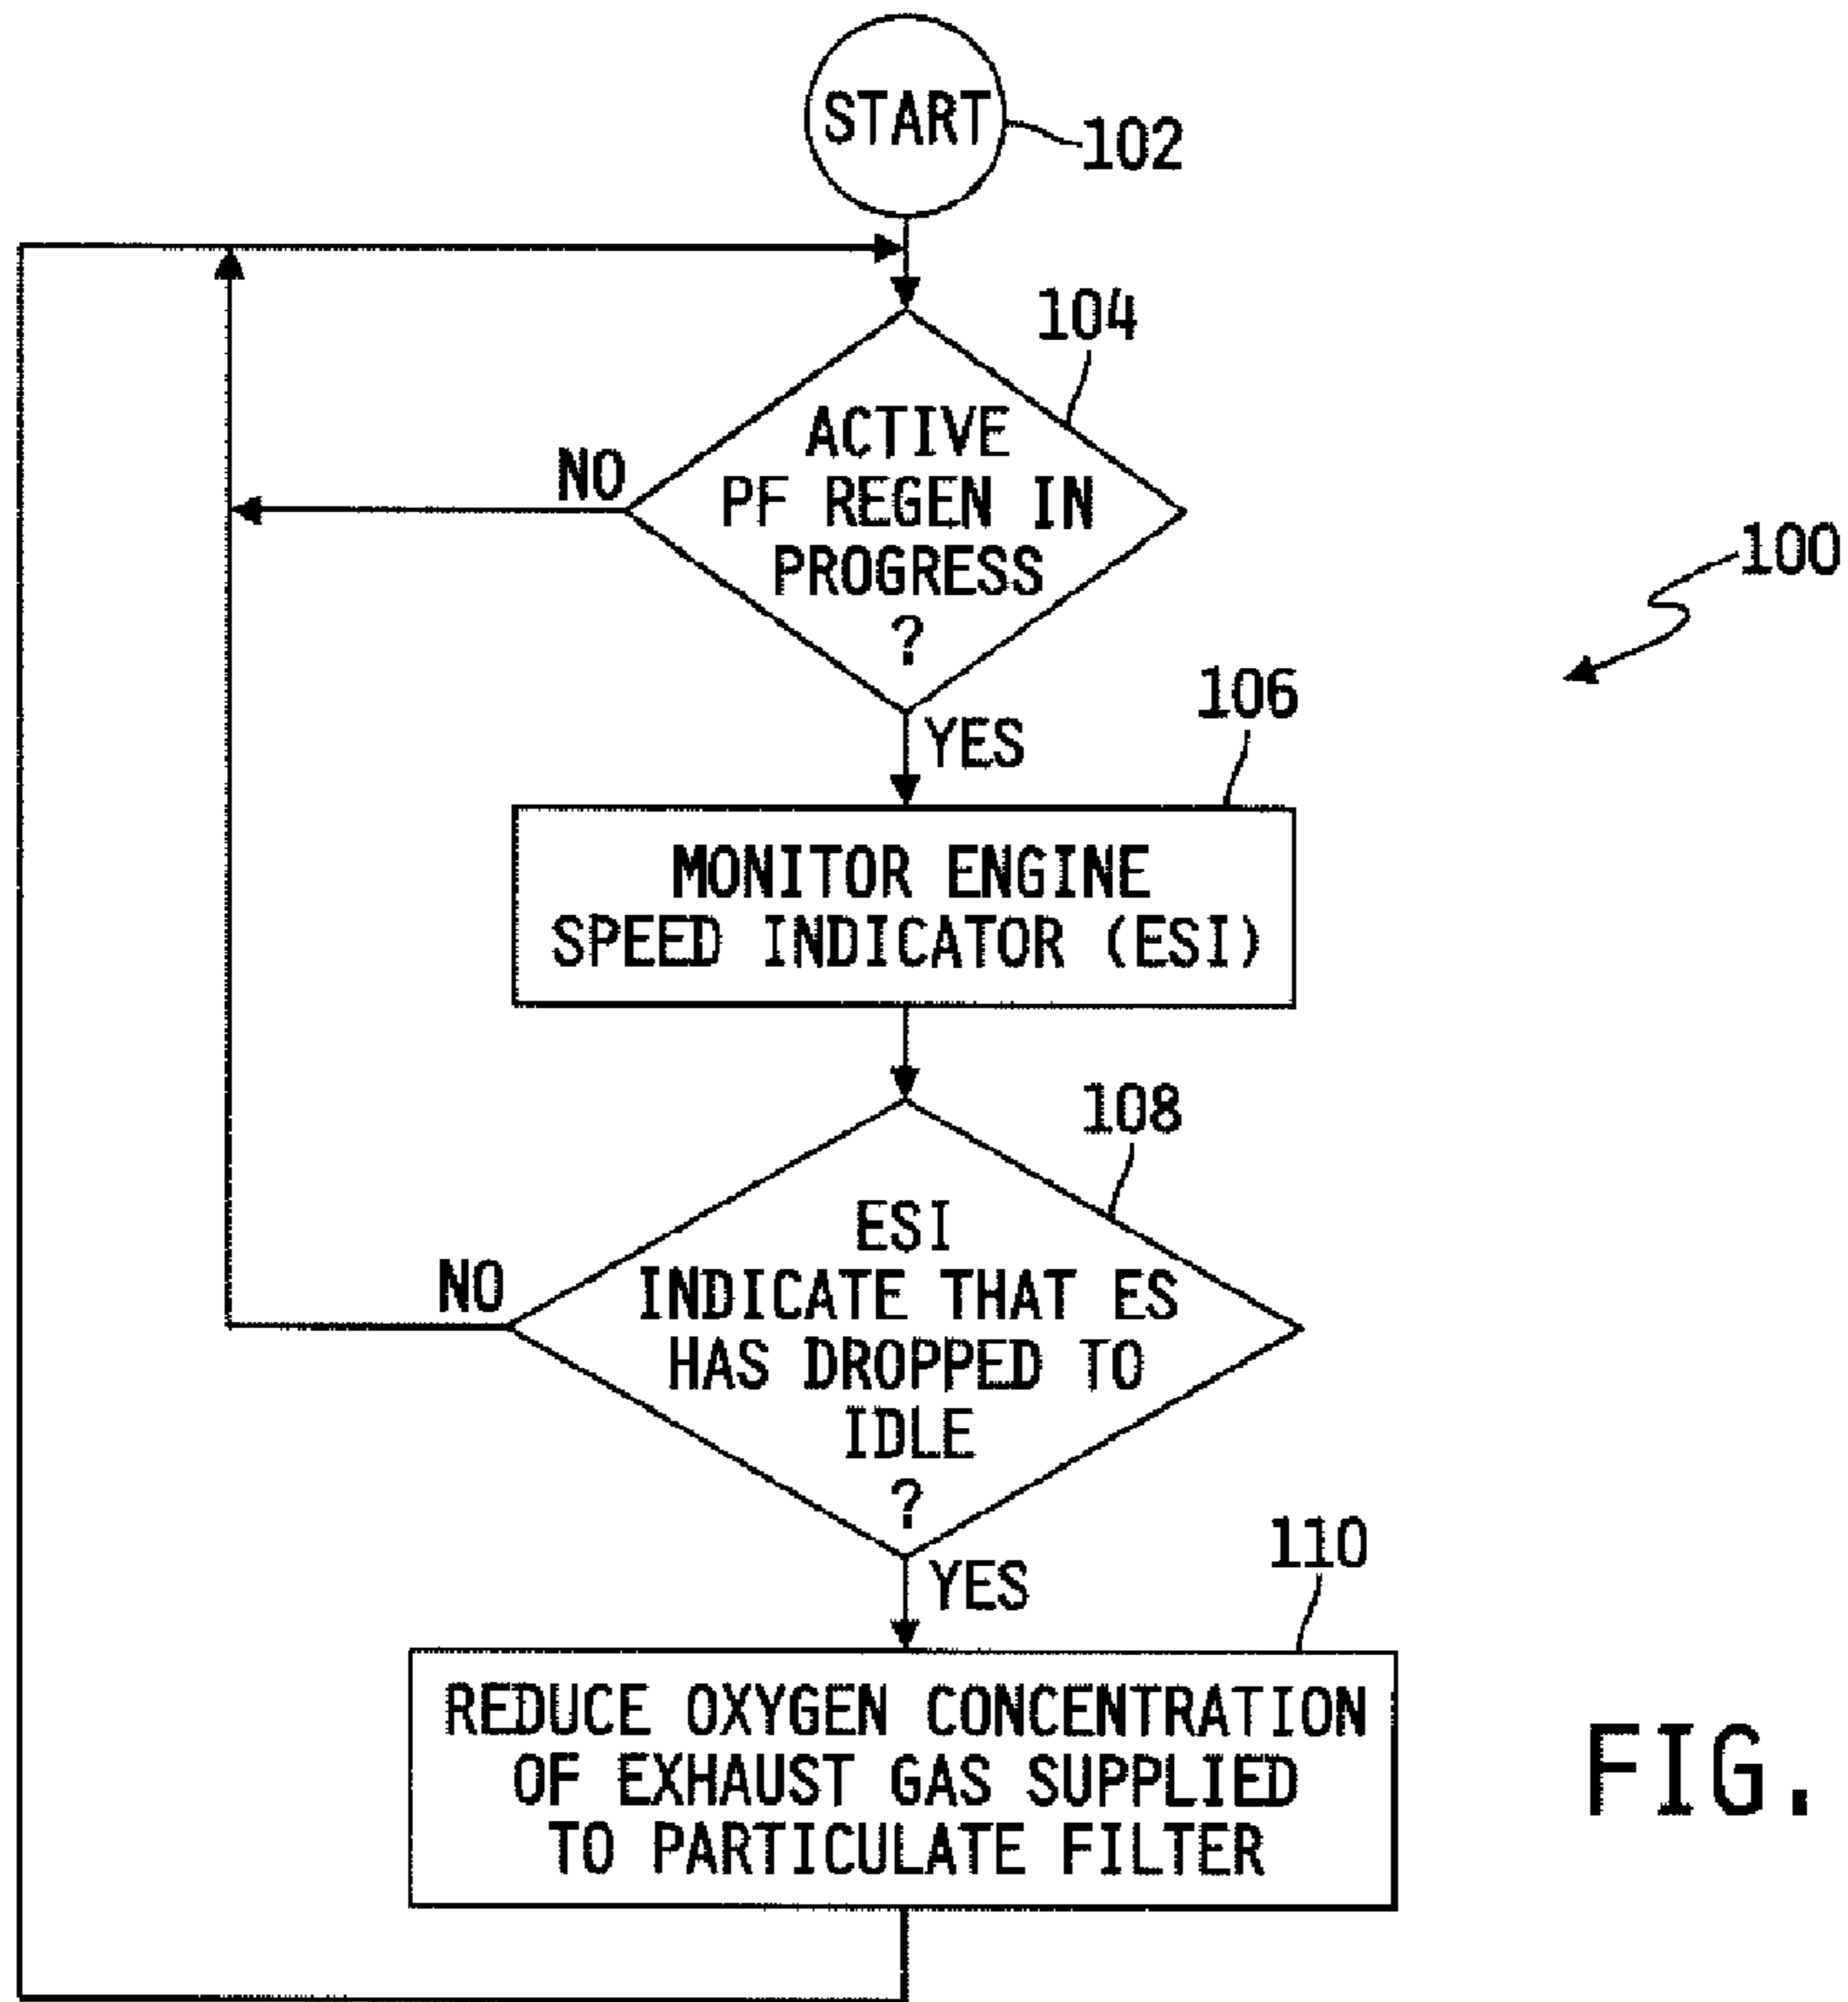 START
102
104
ACTIVE
PF REGEN IN
PROGRESS
?
NO
100
YES
106
MONITOR ENGINE
SPEED INDICATOR (ESI)
108
ESI
INDICATE THAT ES
HAS DROPPED TO
IDLE
?
NO
YES
110
REDUCE OXYGEN CONCENTRATION
OF EXHAUST GAS SUPPLIED
TO PARTICULATE FILTER
FIG.